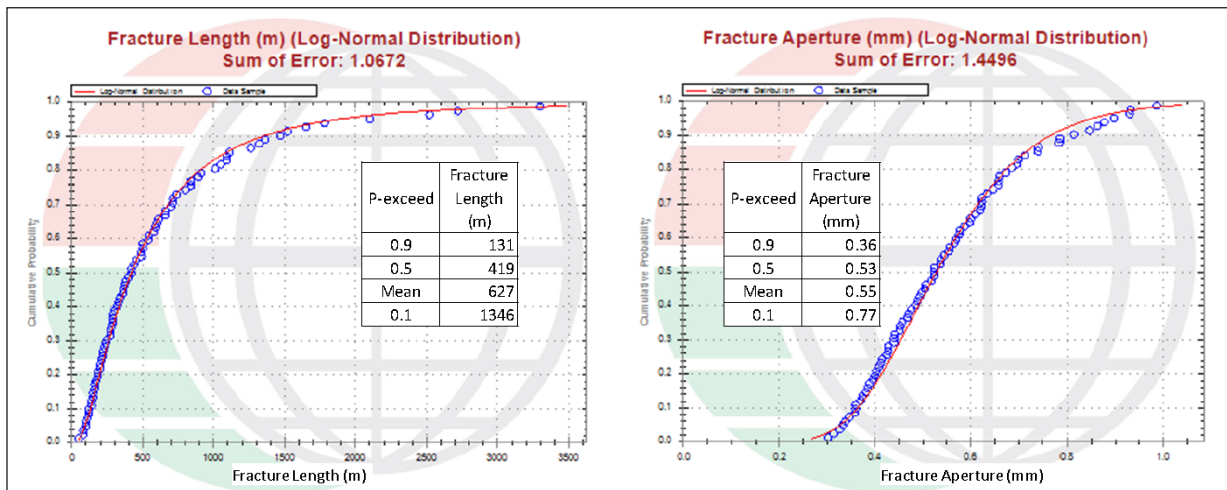 Fracture Length (m) (Log-Normal Distribution)
Sum of Error: 1.0672
Log-Normal Distribution Data Sample
1.0
0.9
0.8
0.7
0.6
0.5
0.4
0.3
0.2
0.1
0.0
Cumulative Probability
0 500 1000 1500 2000 2500 3000 3500
Fracture Length (m)
P-exceed Fracture Length (m)
0.9 131
0.5 419
Mean 627
0.1 1346
Fracture Aperture (mm) (Log-Normal Distribution)
Sum of Error: 1.4496
Log-Normal Distribution Data Sample
1.0
0.9
0.8
0.7
0.6
0.5
0.4
0.3
0.2
0.1
0.0
Cumulative Probability
0.0 0.2 0.4 0.6 0.8 1.0
Fracture Aperture (mm)
P-exceed Fracture Aperture (mm)
0.9 0.36
0.5 0.53
Mean 0.55
0.1 0.77